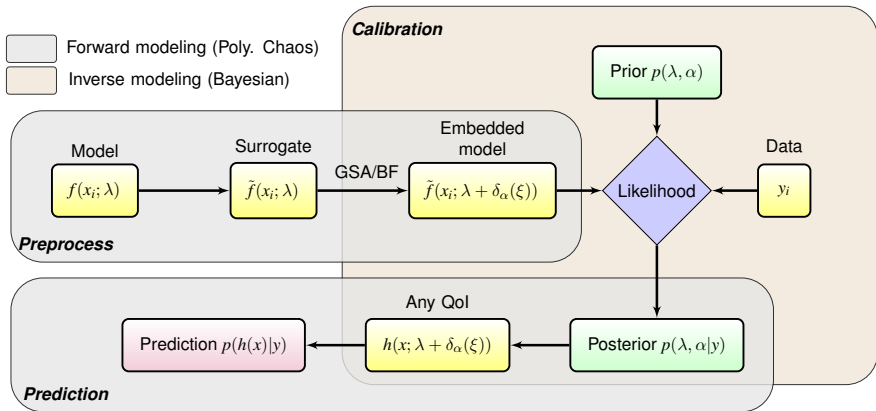 Calibration
Forward modeling (Poly. Chaos)
Inverse modeling (Bayesian)
Prior p(λ, α)
Model
Surrogate
Embedded
model
Data
f(x_i; λ)
f̃(x_i; λ)
GSA/BF
f̃(x_i; λ + δ_α(ξ))
Likelihood
y_i
Preprocess
Any QoI
Prediction p(h(x)|y)
h(x; λ + δ_α(ξ))
Posterior p(λ, α|y)
Prediction